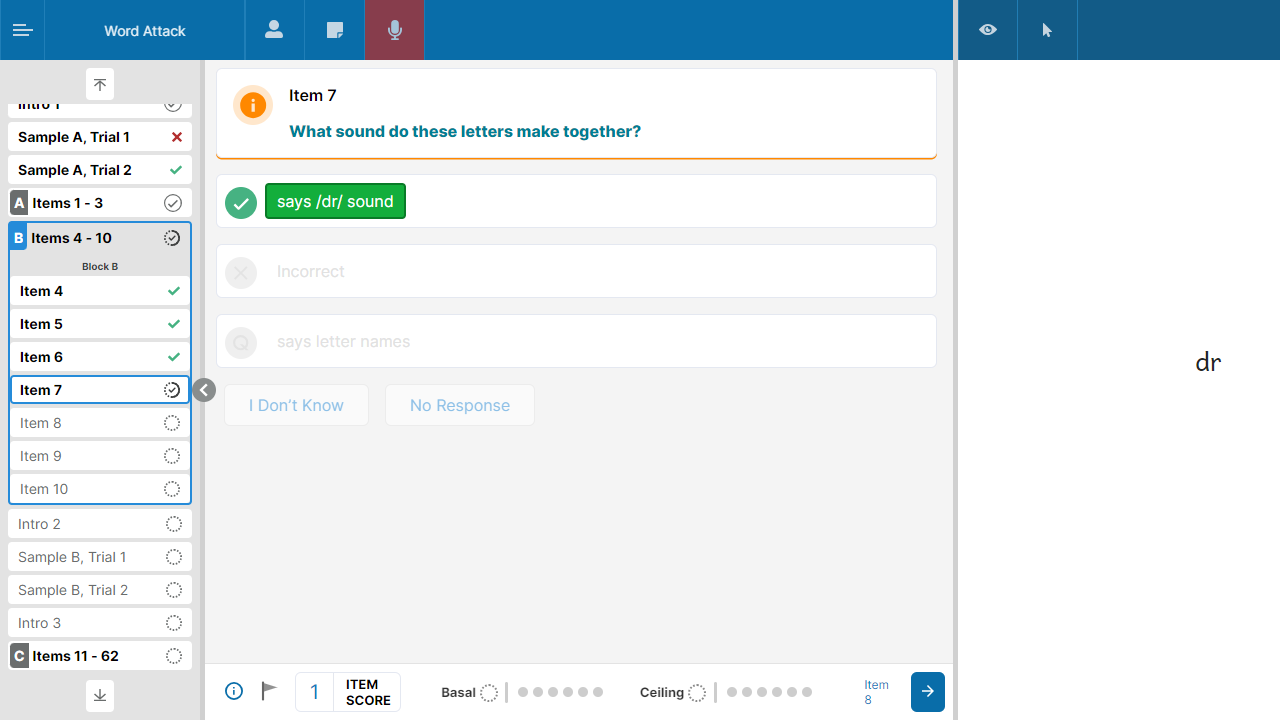 Word Attack
Intro 1
Sample A, Trial 1
Sample A, Trial 2
A Items 1 - 3
B Items 4 - 10
Block B
Item 4
Item 5
Item 6
Item 7
Item 8
Item 9
Item 10
Intro 2
Sample B, Trial 1
Sample B, Trial 2
Intro 3
C Items 11 - 62
Item 7
What sound do these letters make together?
says /dr/ sound
Incorrect
Q says letter names
I Don’t Know
No Response
1
ITEM
SCORE
Basal
Ceiling
Item
8
dr